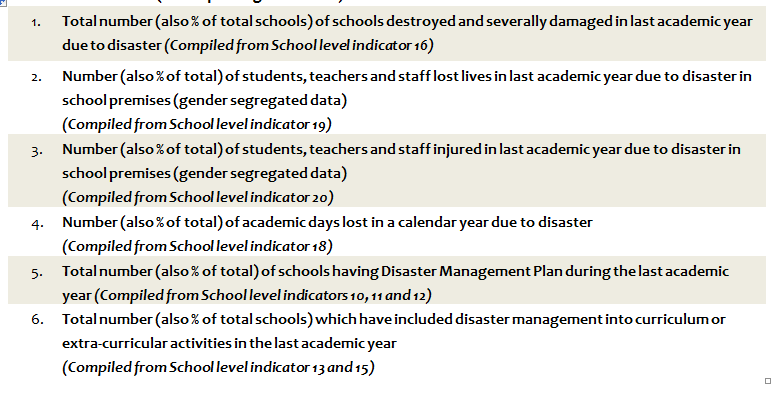 1. Total number (also % of total schools) of schools destroyed and severally damaged in last academic year
due to disaster (Compiled from School level indicator 16)
2. Number (also % of total) of students, teachers and staff lost lives in last academic year due to disaster in
school premises (gender segregated data)
(Compiled from School level indicator 19)
3. Number (also % of total) of students, teachers and staff injured in last academic year due to disaster in
school premises (gender segregated data)
(Compiled from School level indicator 20)
4. Number (also % of total) of academic days lost in a calendar year due to disaster
(Compiled from School level indicator 18)
5. Total number (also % of total) of schools having Disaster Management Plan during the last academic
year (Compiled from School level indicators 10, 11 and 12)
6. Total number (also % of total schools) which have included disaster management into curriculum or
extra-curricular activities in the last academic year
(Compiled from School level indicator 13 and 15)